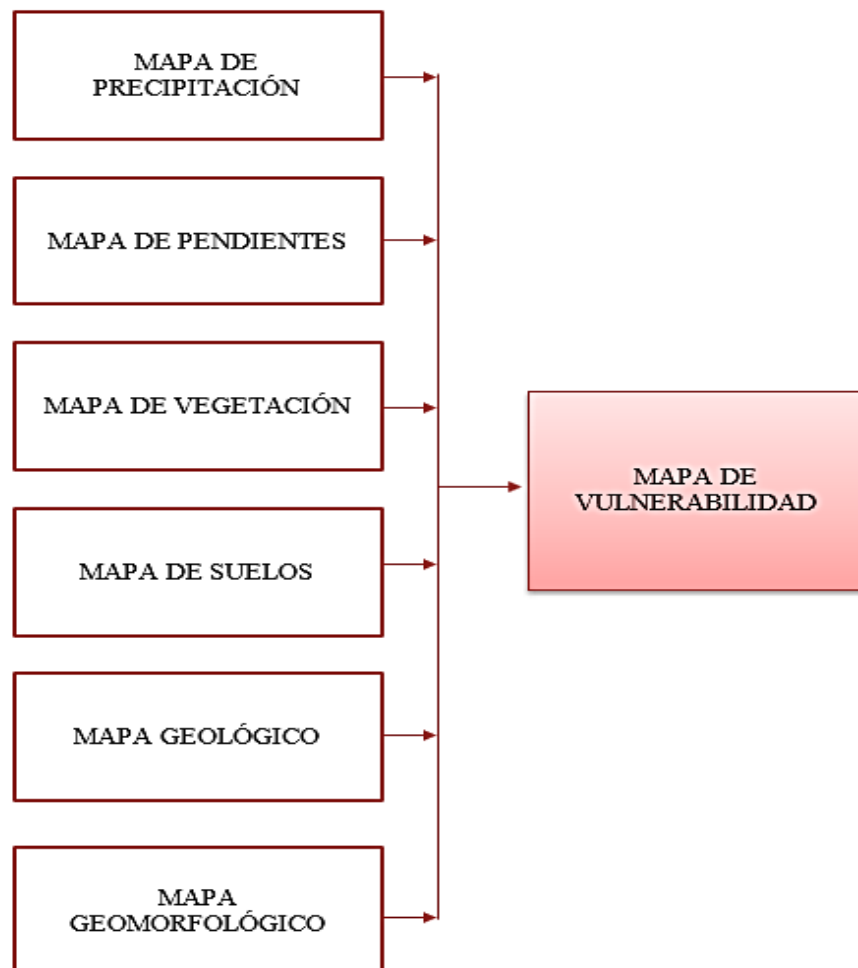 MAPA DE
PRECIPITACIÓN
MAPA DE PENDIENTES
MAPA DE VEGETACIÓN
MAPA DE SUELOS
MAPA GEOLÓGICO
MAPA
GEOMORFOLÓGICO
MAPA DE
VULNERABILIDAD